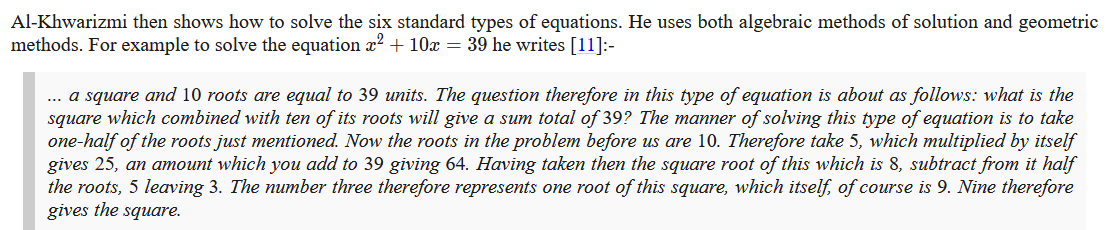 Al-Khwarizmi then shows how to solve the six standard types of equations. He uses both algebraic methods of solution and geometric
methods. For example to solve the equation x² + 10x = 39 he writes [11]:-
... a square and 10 roots are equal to 39 units. The question therefore in this type of equation is about as follows: what is the
square which combined with ten of its roots will give a sum total of 39? The manner of solving this type of equation is to take
one-half of the roots just mentioned. Now the roots in the problem before us are 10. Therefore take 5, which multiplied by itself
gives 25, an amount which you add to 39 giving 64. Having taken then the square root of this which is 8, subtract from it half
the roots, 5 leaving 3. The number three therefore represents one root of this square, which itself, of course is 9. Nine therefore
gives the square.